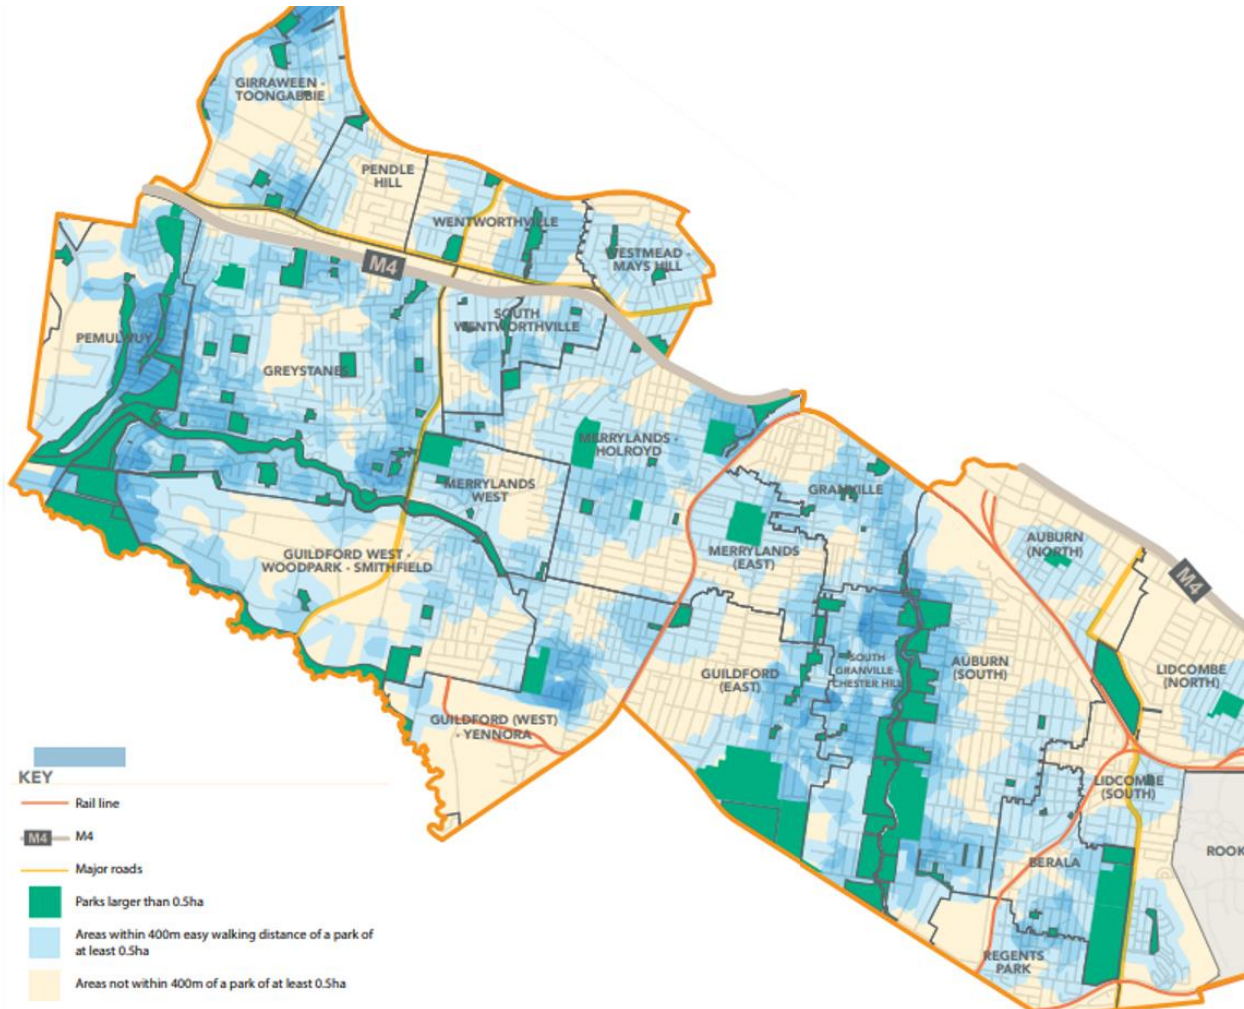 GIRRAWEEN -
TOONGABBIE
PENDLE
HILL
WENTWORTHVILLE
WESTMEAD -
MAYS HILL
M4
SOUTH
WENTWORTHVILLE
PEMULWUY
GREYSTANES
MERRYLANDS -
HOLROYD
MERRYLANDS
WEST
GRANVILLE
AUBURN
(NORTH)
MERRYLANDS
(EAST)
GUILDFORD WEST -
WOODPARK - SMITHFIELD
M4
SOUTH
GRANVILLE -
CHESTER HILL
AUBURN
(SOUTH)
LIDCOMBE
(NORTH)
GUILDFORD
(EAST)
GUILDFORD (WEST)
- YENNORA
LIDCOMBE
(SOUTH)
BERALA
ROOK
REGENTS
PARK
KEY
Rail line
M4 M4
Major roads
Parks larger than 0.5ha
Areas within 400m easy walking distance of a park of
at least 0.5ha
Areas not within 400m of a park of at least 0.5ha